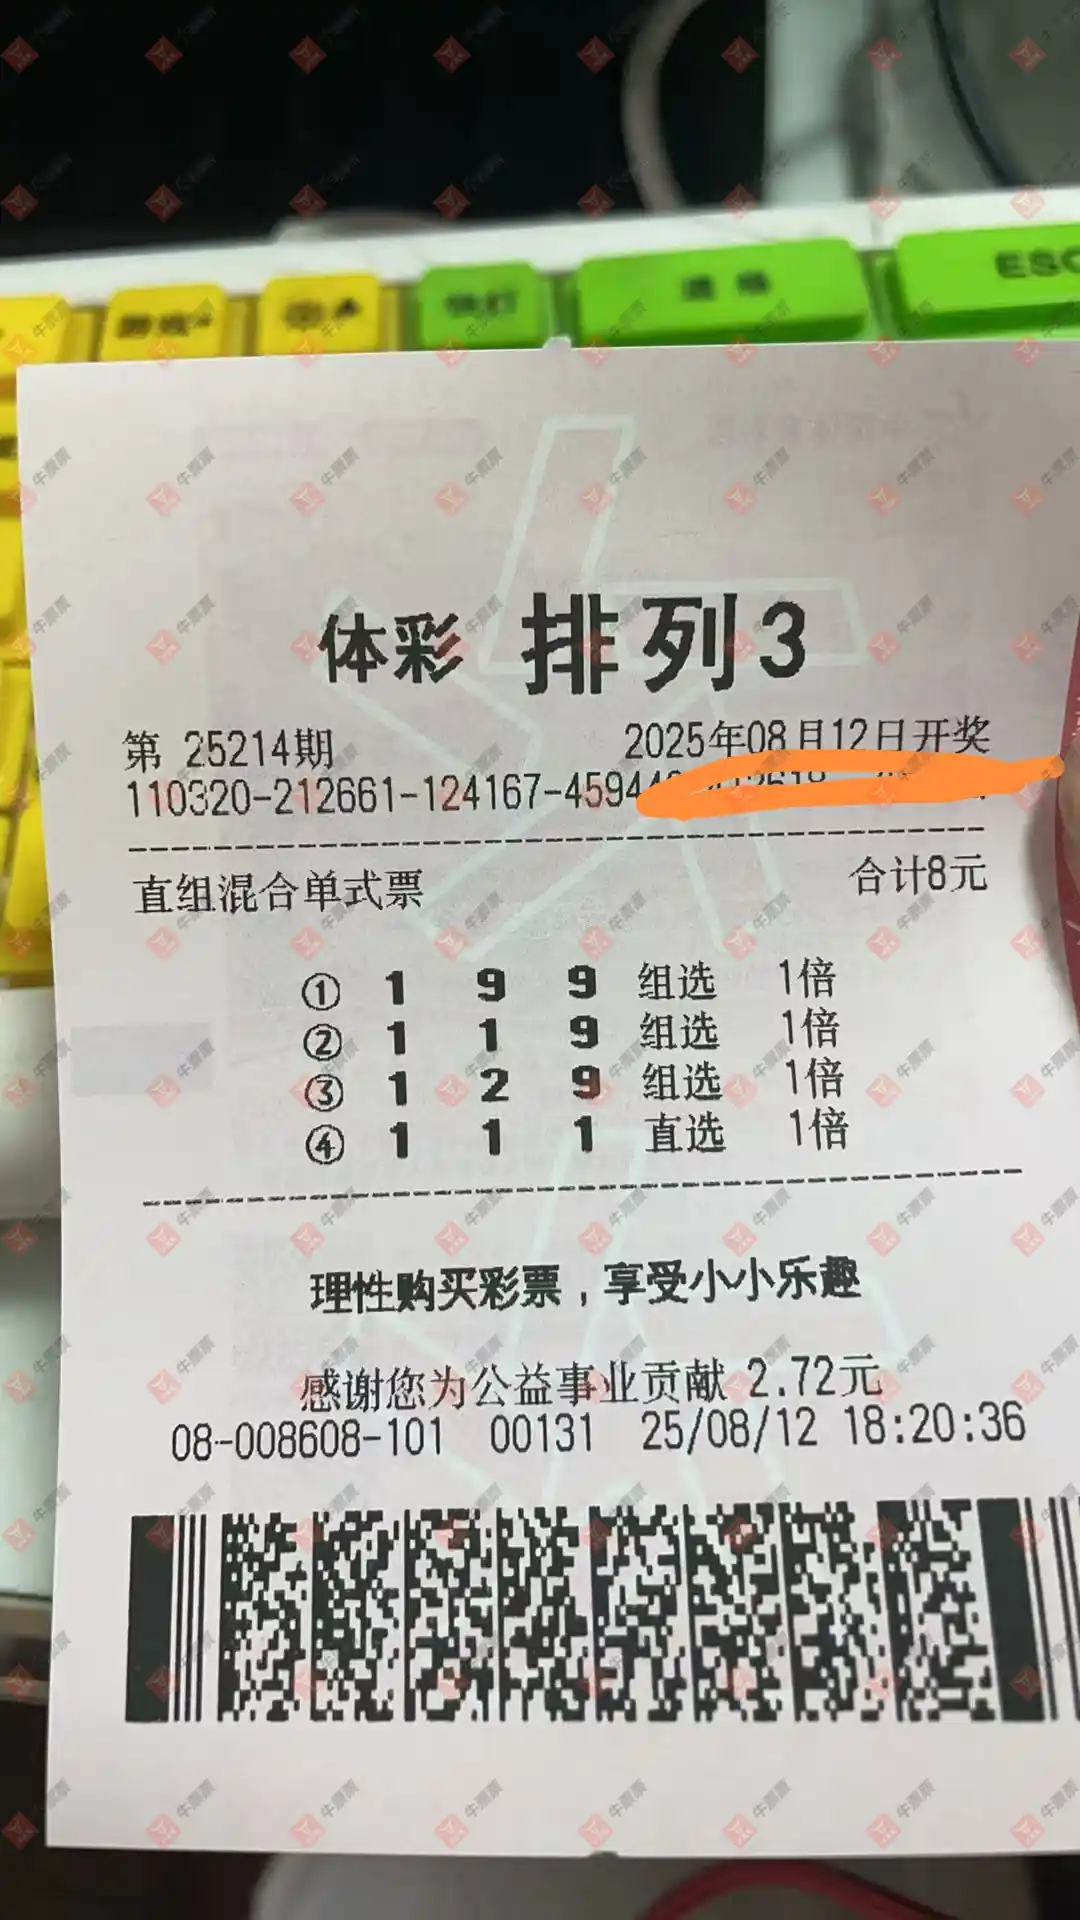 ESC
体彩 排列3
第 25214期 2025年08月12日开奖
110320-212661-124167-4594
直组混合单式票 合计8元
① 1 9 9 组选 1倍
② 1 1 9 组选 1倍
③ 1 2 9 组选 1倍
④ 1 1 1 直选 1倍
理性购买彩票，享受小小乐趣
感谢您为公益事业贡献 2.72元
08-008608-101 00131 25/08/12 18:20:36
牛票票